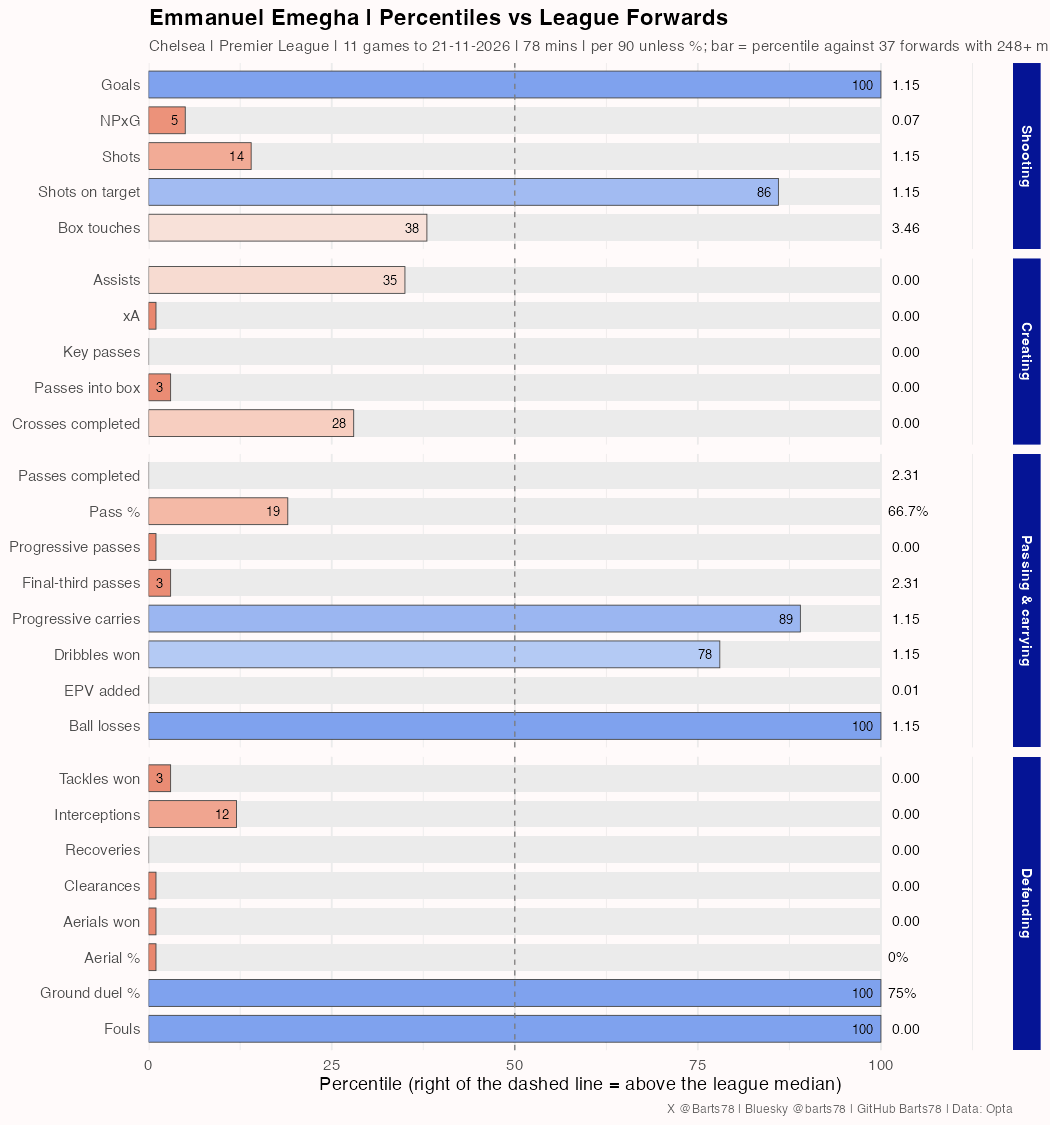 Emmanuel Emegha | Percentiles vs League Forwards
Chelsea | Premier League | 11 games to 21-11-2026 | 78 mins | per 90 unless %; bar = percentile against 37 forwards with 248+ m
Goals 100 1.15
NPxG 5 0.07
Shots 14 1.15
Shots on target 86 1.15
Box touches 38 3.46
Shooting
Assists 35 0.00
xA 0.00
Key passes 0.00
Passes into box 3 0.00
Crosses completed 28 0.00
Creating
Passes completed 2.31
Pass % 19 66.7%
Progressive passes 0.00
Final-third passes 3 2.31
Progressive carries 89 1.15
Dribbles won 78 1.15
EPV added 0.01
Ball losses 100 1.15
Passing & carrying
Tackles won 3 0.00
Interceptions 12 0.00
Recoveries 0.00
Clearances 0.00
Aerials won 0.00
Aerial % 0%
Ground duel % 100 75%
Fouls 100 0.00
Defending
0 25 50 75 100
Percentile (right of the dashed line = above the league median)
X @Barts78 | Bluesky @barts78 | GitHub Barts78 | Data: Opta